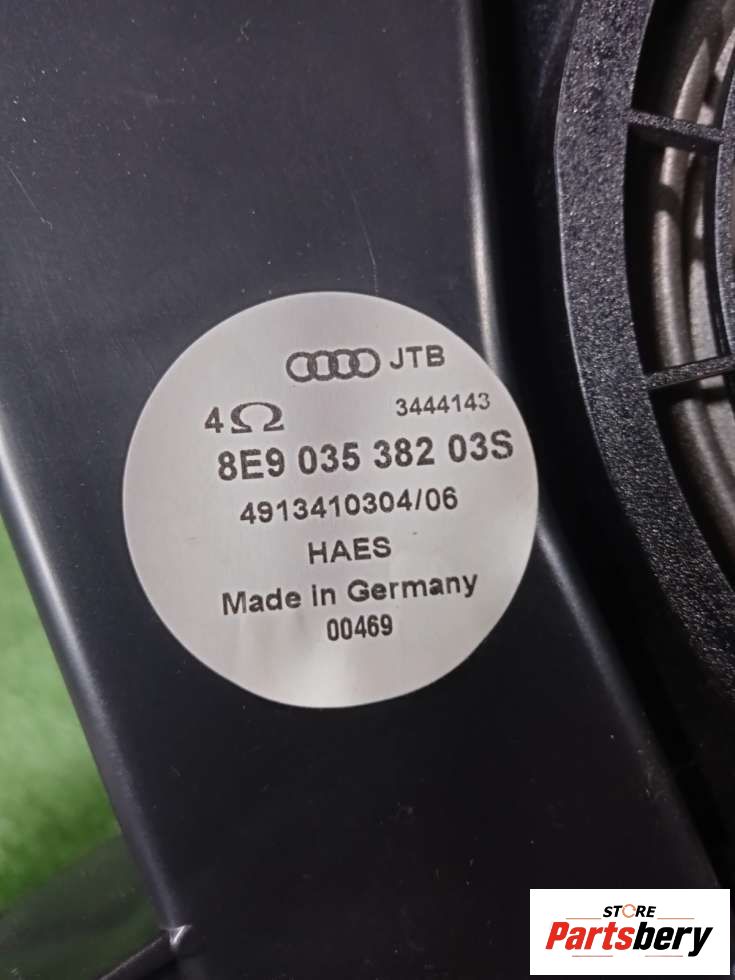 JTB
4Ω
3444143
8E9 035 382 03S
4913410304/06
HAES
Made in Germany
00469
STORE
Partsbery